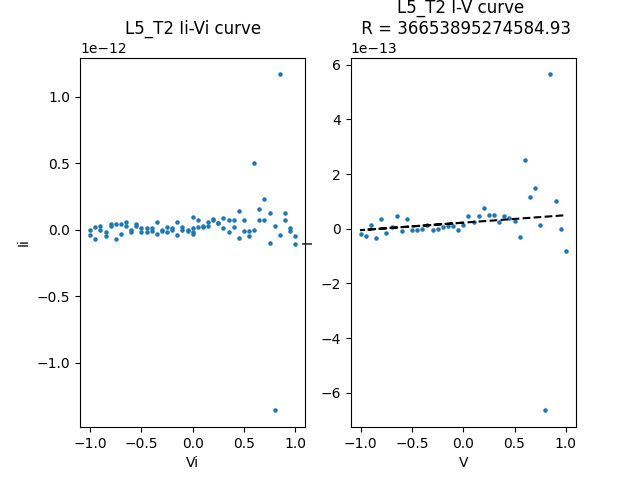 L5_T2 Ii-Vi curve
1e−12
1.0
0.5
0.0
−0.5
−1.0
Ii
−1.0 −0.5 0.0 0.5 1.0
Vi
L5_T2 I-V curve
R = 36653895274584.93
1e−13
6
4
2
0
−2
−4
−6
I
−1.0 −0.5 0.0 0.5 1.0
V